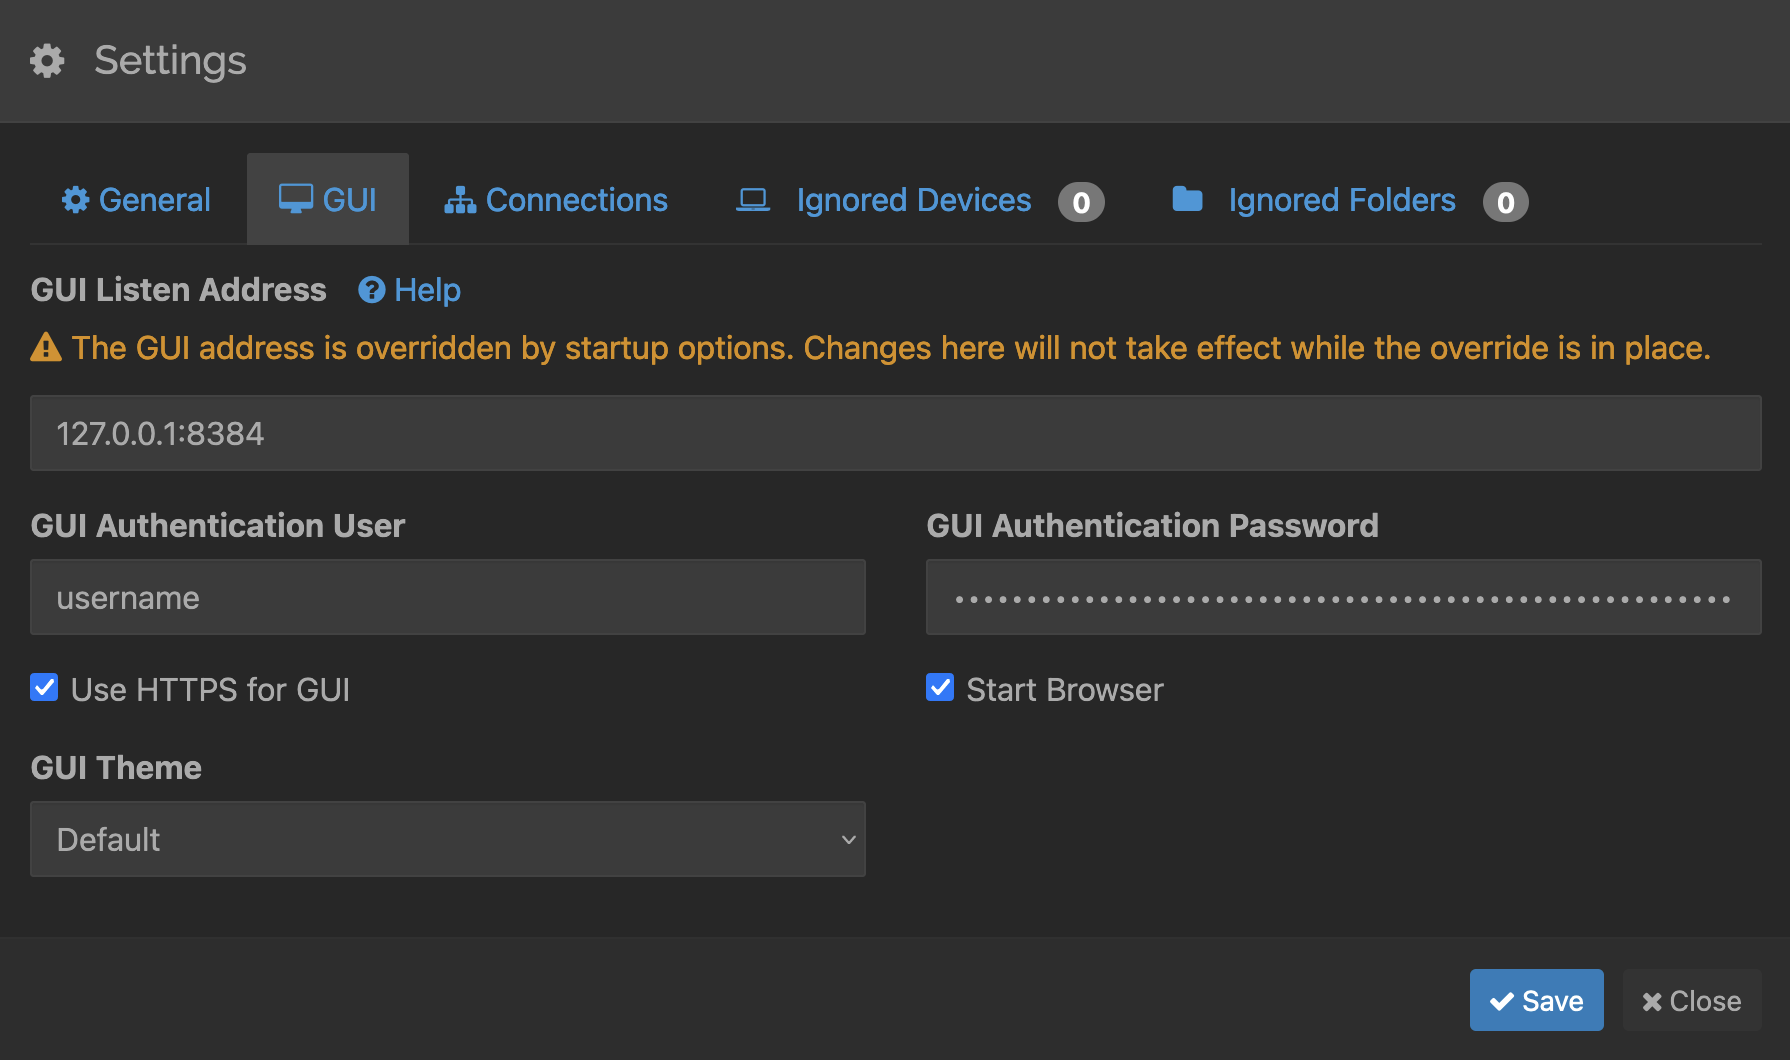 Settings
General GUI Connections Ignored Devices 0 Ignored Folders 0
GUI Listen Address Help
The GUI address is overridden by startup options. Changes here will not take effect while the override is in place.
127.0.0.1:8384
GUI Authentication User GUI Authentication Password
username ••••••••••••••••••••••••••••••••••••••••••••••••••••••
Use HTTPS for GUI Start Browser
GUI Theme
Default
Save Close